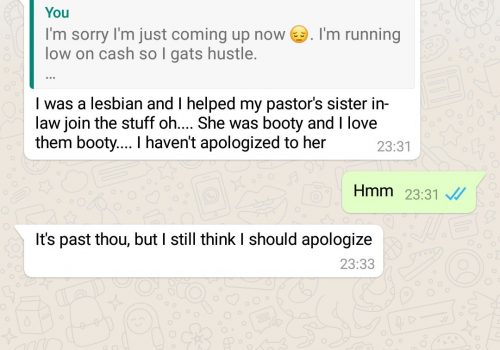 You
I'm sorry I'm just coming up now 😔. I'm running
low on cash so I gats hustle.
...
I was a lesbian and I helped my pastor's sister in-
law join the stuff oh.... She was booty and I love
them booty.... I haven't apologized to her
23:31
Hmm 23:31
It's past thou, but I still think I should apologize
23:33